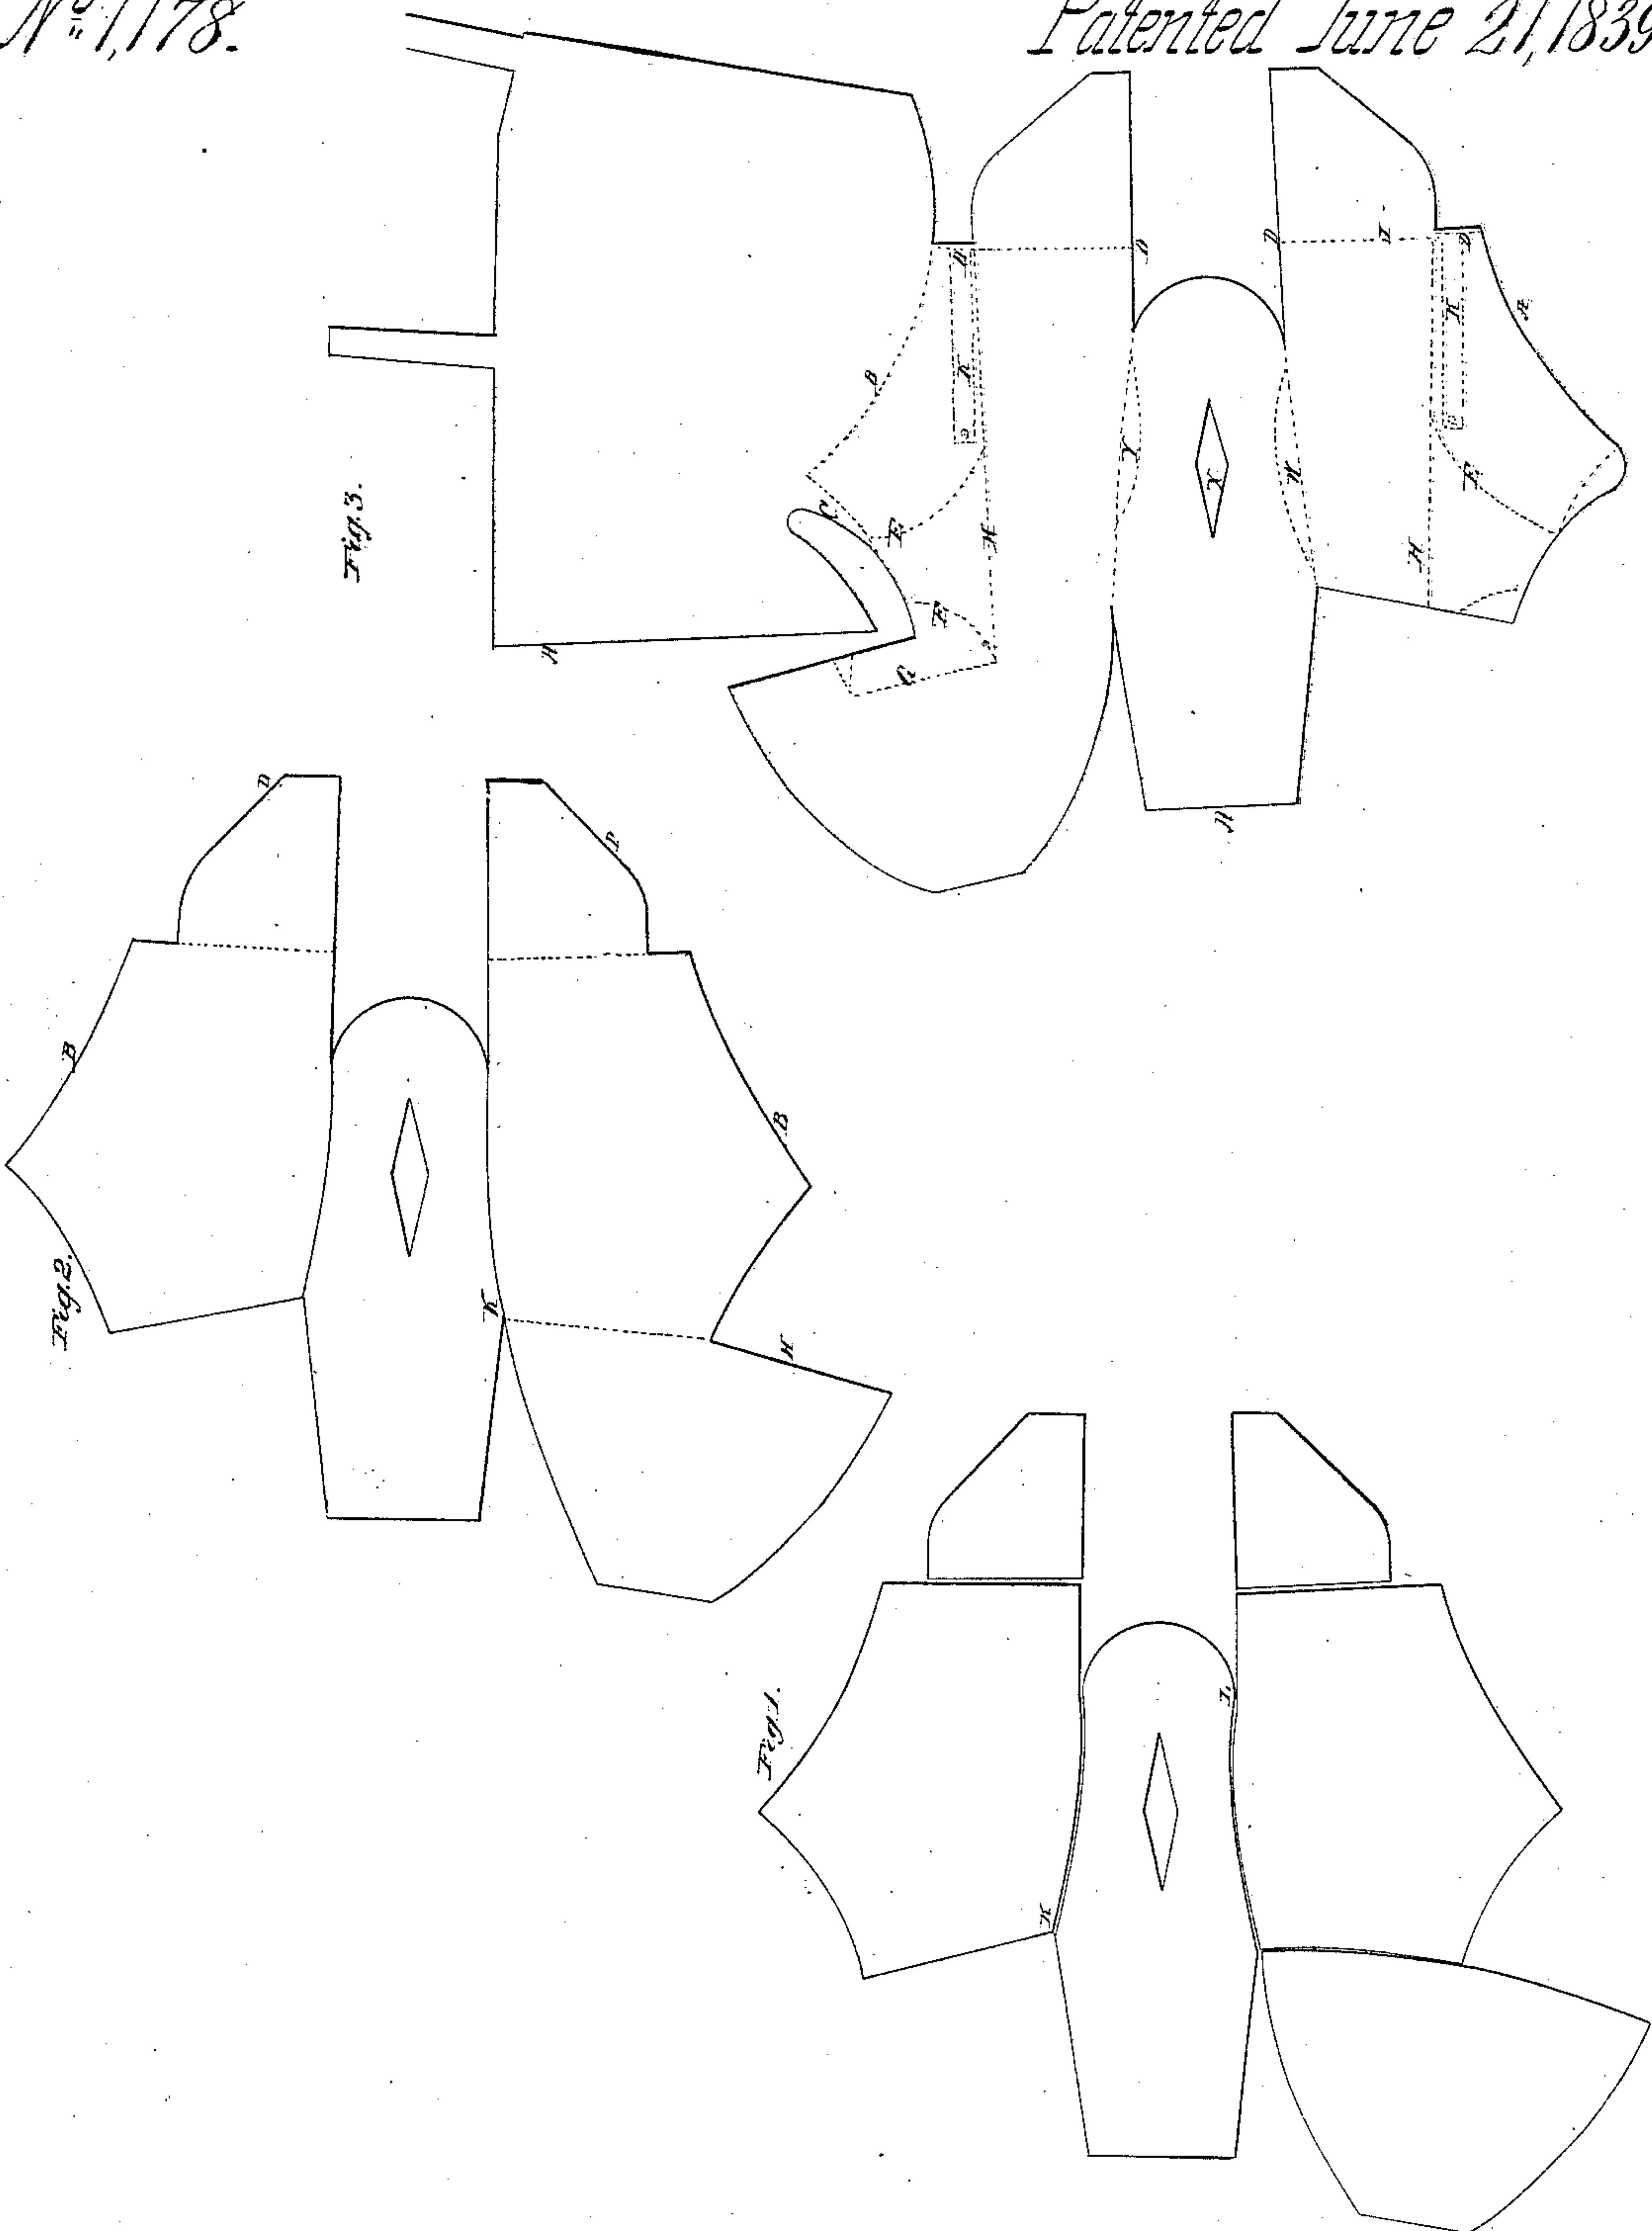 Nº 1,178.
Patented June 21, 1839
Fig. 3.
B
C
E
E
G
H
H
K
D
D
I
K
H
E
X
Y
H
Fig. 2.
D
B
B
K
H
Fig. 1.
K